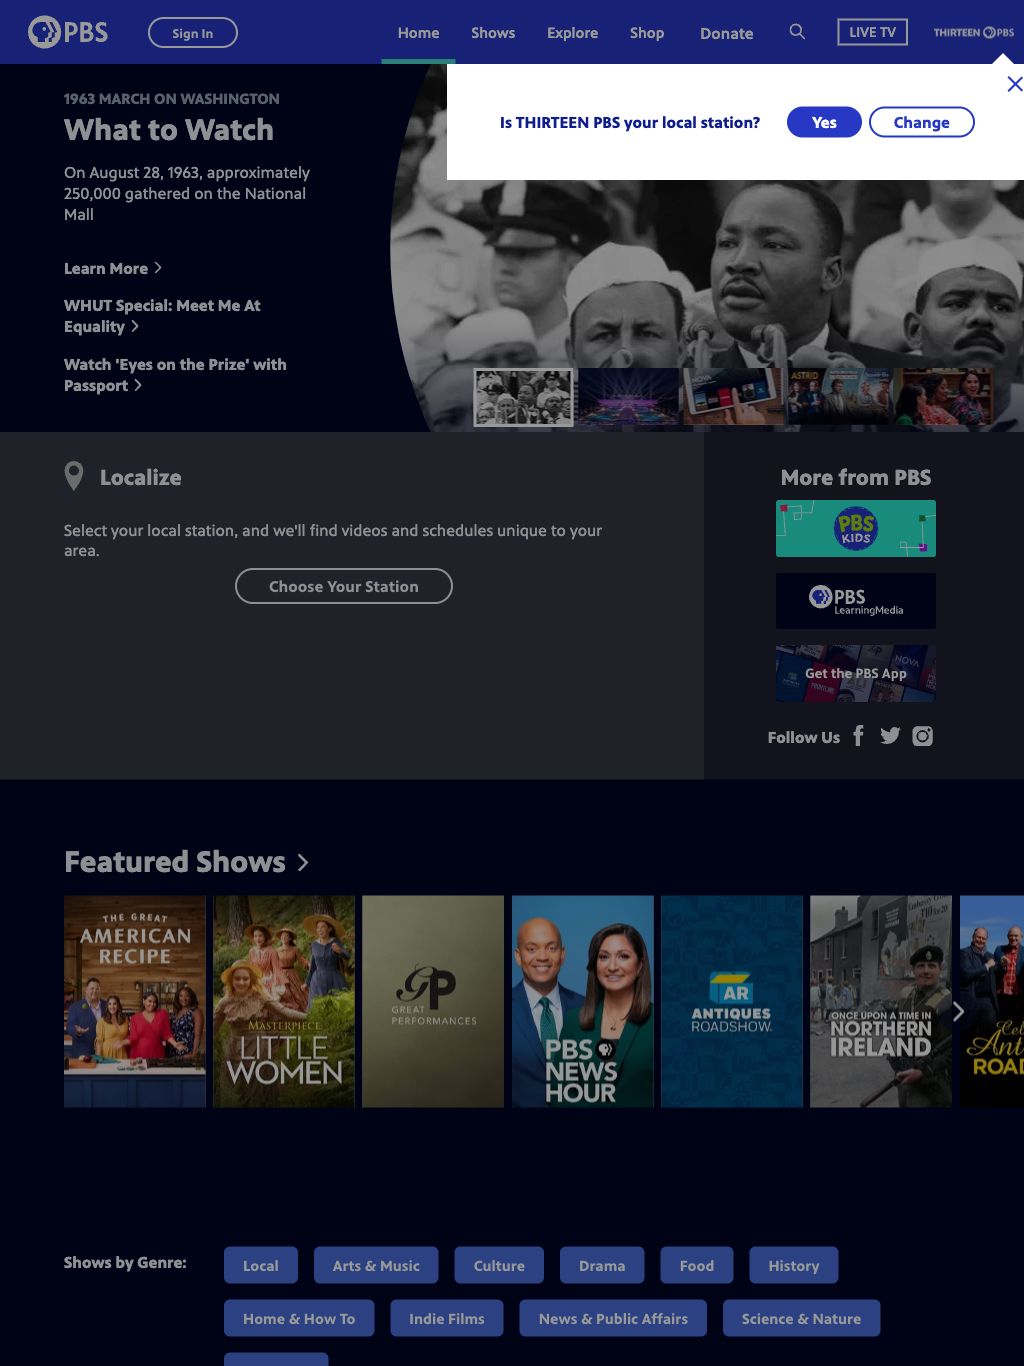 PBS
Sign In
Home
Shows
Explore
Shop
Donate
LIVE TV
THIRTEEN PBS
Is THIRTEEN PBS your local station?
Yes
Change
1963 MARCH ON WASHINGTON
What to Watch
On August 28, 1963, approximately
250,000 gathered on the National
Mall
Learn More
WHUT Special: Meet Me At
Equality
Watch 'Eyes on the Prize' with
Passport
NOVA
ASTRID
Localize
Select your local station, and we'll find videos and schedules unique to your
area.
Choose Your Station
More from PBS
PBS
KIDS
PBS
LearningMedia
NOVA
Get the PBS App
Follow Us
Featured Shows
THE GREAT
AMERICAN
RECIPE
MASTERPIECE
LITTLE
WOMEN
GP
GREAT
PERFORMANCES
PBS
NEWS
HOUR
AR
ANTIQUES
ROADSHOW.
ONCE UPON A TIME IN
NORTHERN
IRELAND
Shows by Genre:
Local
Arts & Music
Culture
Drama
Food
History
Home & How To
Indie Films
News & Public Affairs
Science & Nature